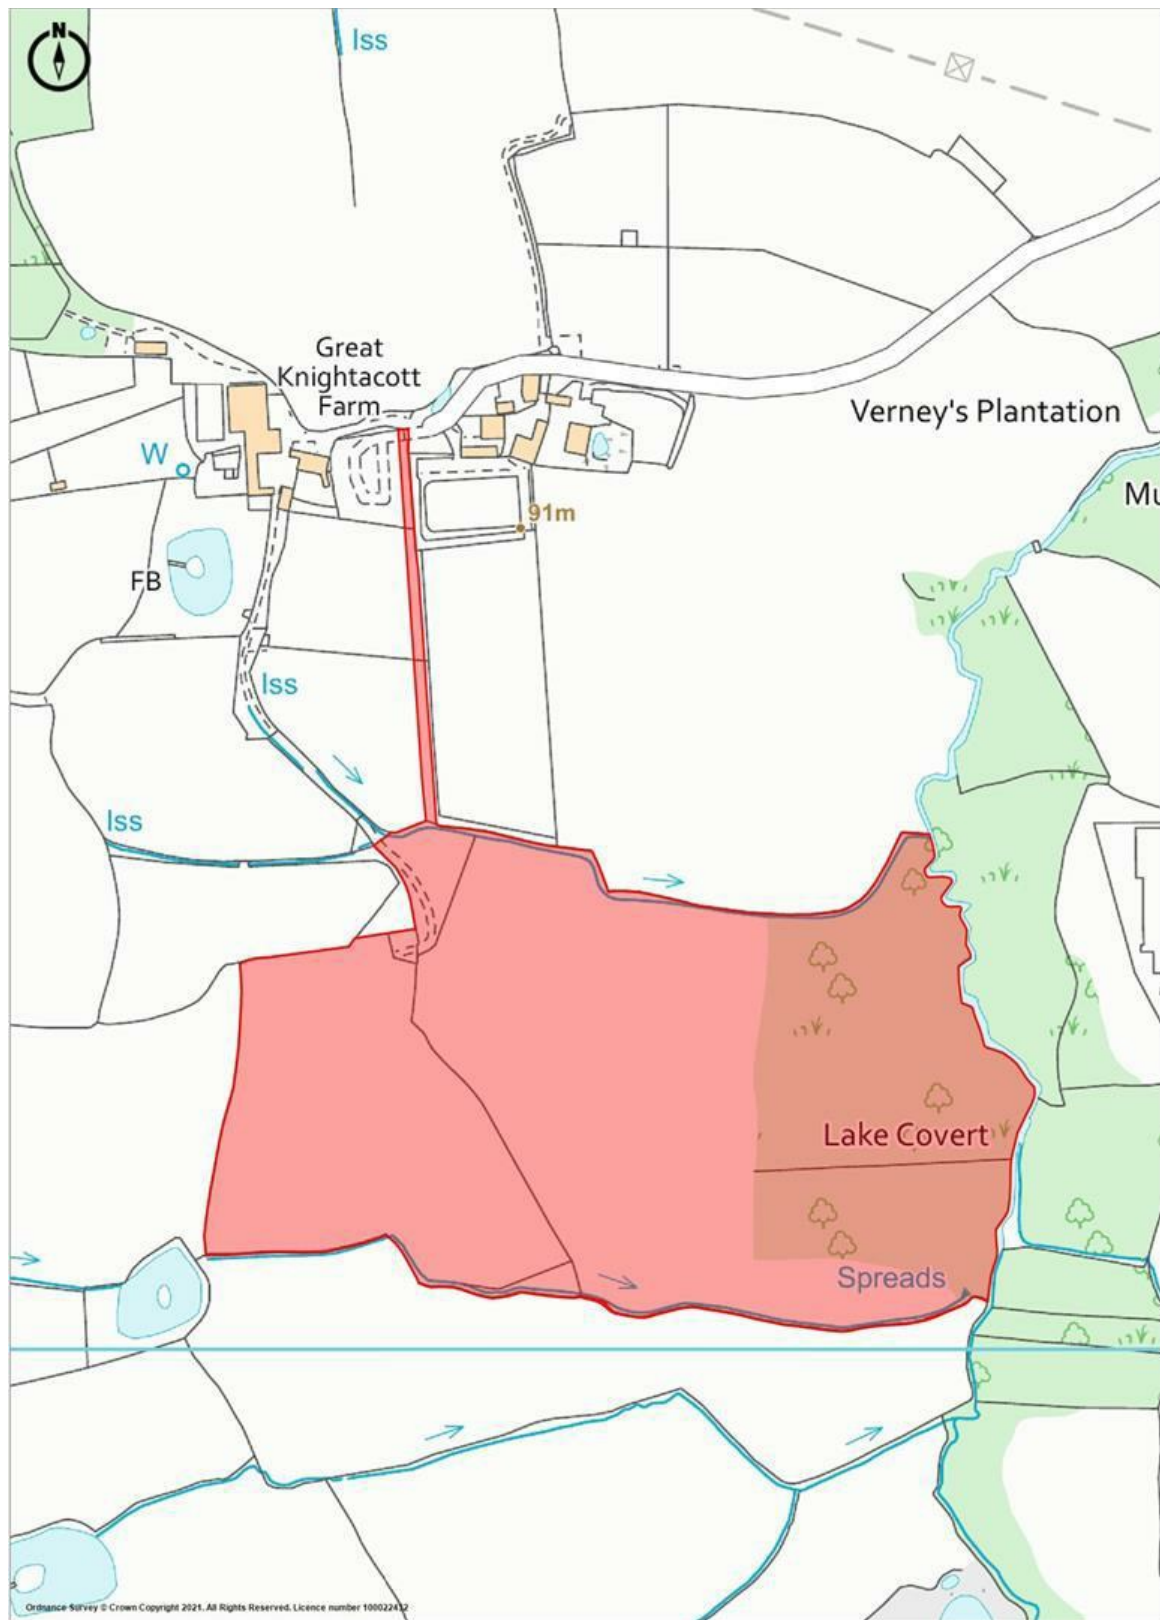 N
Iss
Great
Knightacott
Farm
Verney's Plantation
W
Mu
91m
FB
Iss
Iss
Lake Covert
Spreads
Ordnance Survey © Crown Copyright 2021. All Rights Reserved. Licence number 100022432